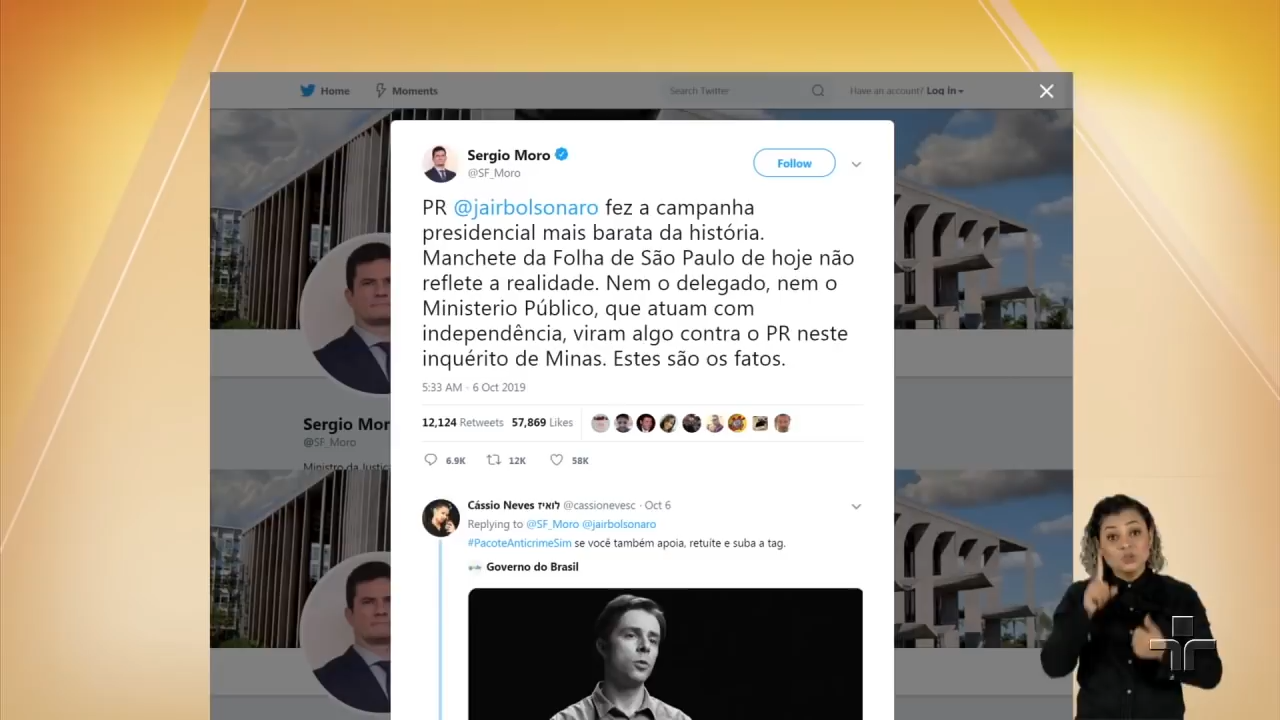 Home
Moments
Search Twitter
Have an account? Log in
Sergio Moro
@SF_Moro
Follow
PR @jairbolsonaro fez a campanha
presidencial mais barata da história.
Manchete da Folha de São Paulo de hoje não
reflete a realidade. Nem o delegado, nem o
Ministerio Público, que atuam com
independência, viram algo contra o PR neste
inquérito de Minas. Estes são os fatos.
5:33 AM · 6 Oct 2019
12,124 Retweets 57,869 Likes
6.9K 12K 58K
Sergio Mor
@SF_Moro
Ministro da Justiç
Cássio Neves לואיז @cassionevesc · Oct 6
Replying to @SF_Moro @jairbolsonaro
#PacoteAnticrimeSim se você também apoia, retuíte e suba a tag.
Governo do Brasil